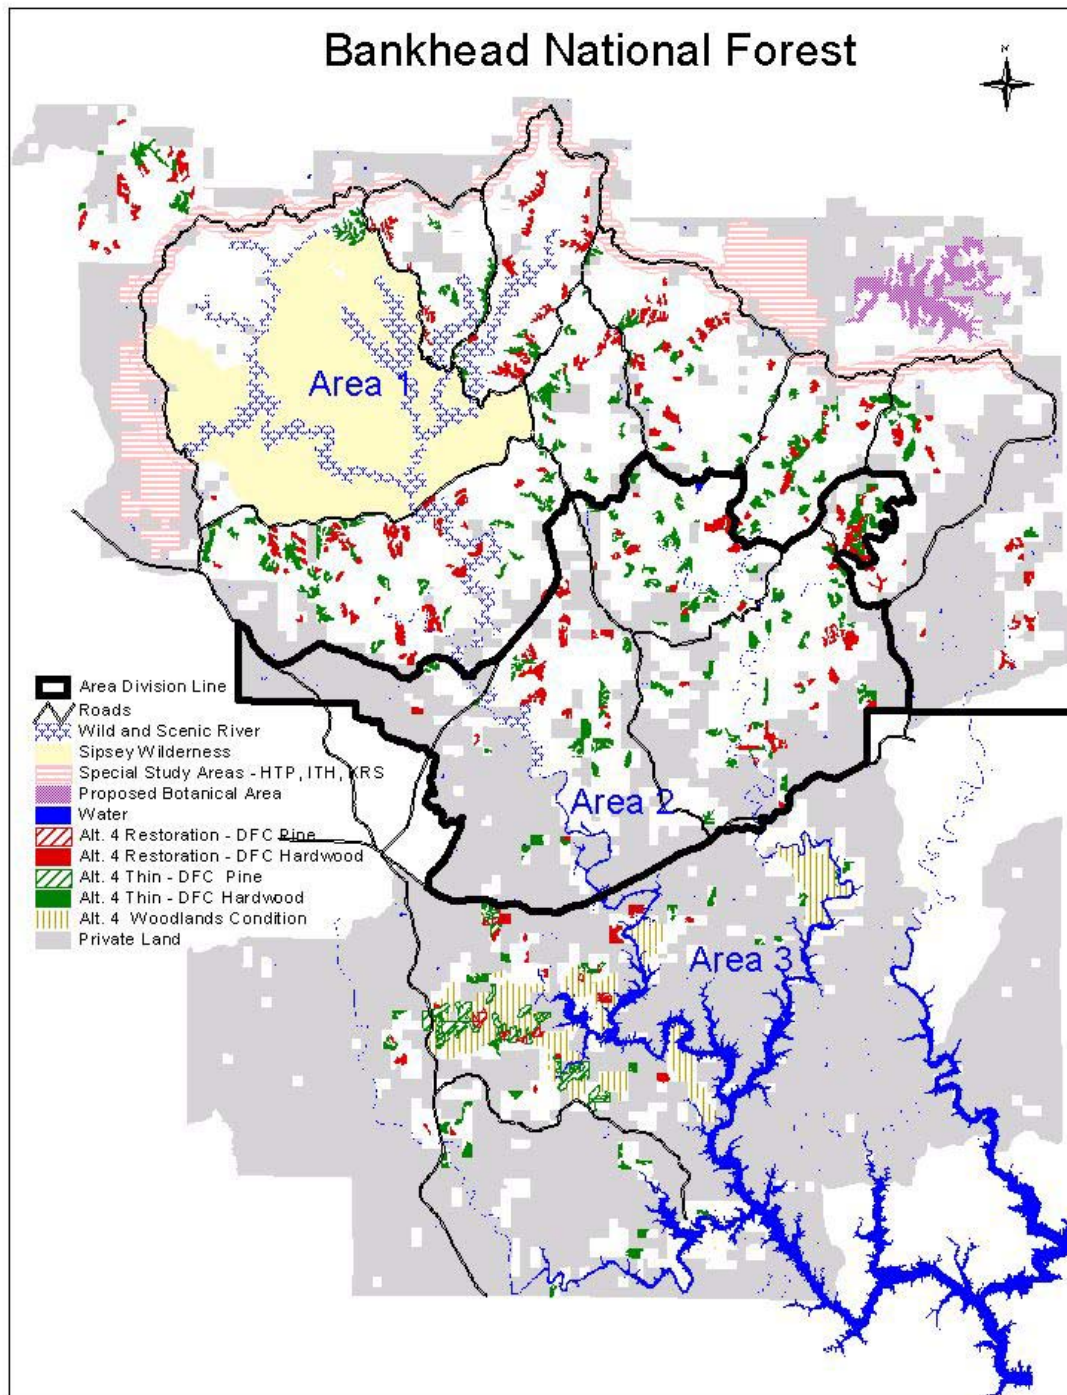 Bankhead National Forest
N
Area 1
Area Division Line
Roads
Wild and Scenic River
Sipsey Wilderness
Special Study Areas - HTP, ITH, KRS
Proposed Botanical Area
Water
Alt. 4 Restoration - DFC Pine
Alt. 4 Restoration - DFC Hardwood
Alt. 4 Thin - DFC Pine
Alt. 4 Thin - DFC Hardwood
Alt. 4 Woodlands Condition
Private Land
Area 2
Area 3